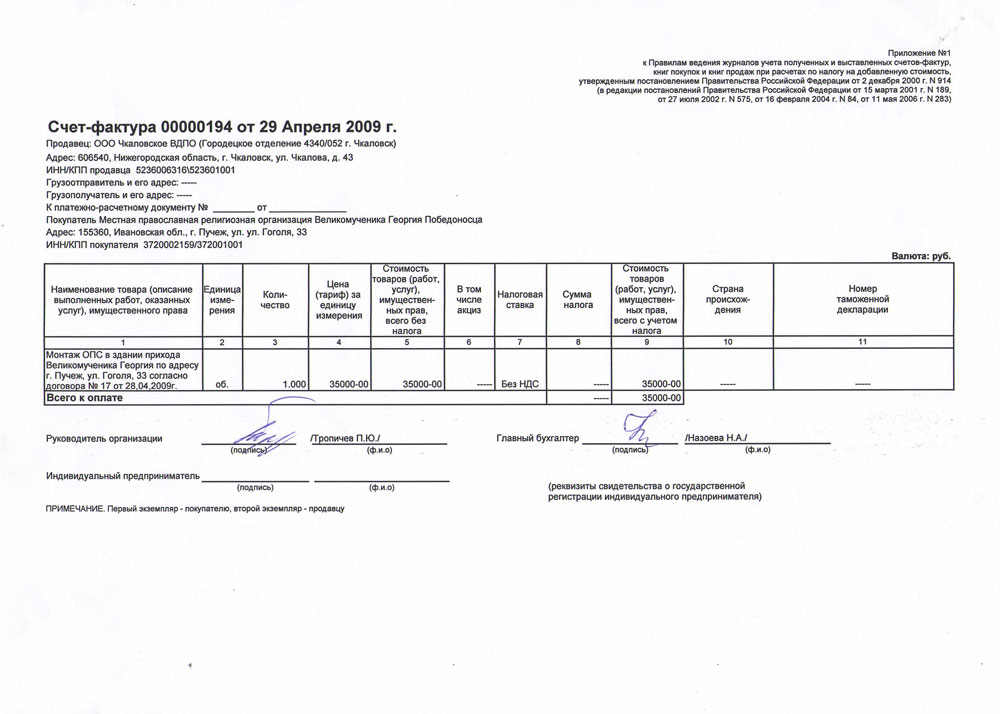 Приложение №1
к Правилам ведения журналов учета полученных и выставленных счетов-фактур,
книг покупок и книг продаж при расчетах по налогу на добавленную стоимость,
утвержденным постановлением Правительства Российской Федерации от 2 декабря 2000 г. N 914
(в редакции постановлений Правительства Российской Федерации от 15 марта 2001 г. N 189,
от 27 июля 2002 г. N 575, от 16 февраля 2004 г. N 84, от 11 мая 2006 г. N 283)
Счет-фактура 00000194 от 29 Апреля 2009 г.
Продавец: ООО Чкаловское ВДПО (Городецкое отделение 4340/052 г. Чкаловск)
Адрес: 606540, Нижегородская область, г. Чкаловск, ул. Чкалова, д. 43
ИНН/КПП продавца 5236006316\523601001
Грузоотправитель и его адрес: -----
Грузополучатель и его адрес: -----
К платежно-расчетному документу № ________ от ______________
Покупатель Местная православная религиозная организация Великомученика Георгия Победоносца
Адрес: 155360, Ивановская обл., г. Пучеж, ул. ул. Гоголя, 33
ИНН/КПП покупателя 3720002159/372001001
Валюта: руб.
Наименование товара (описание выполненных работ, оказанных услуг), имущественного права
Единица изме-рения
Коли-чество
Цена (тариф) за единицу измерения
Стоимость товаров (работ, услуг), имуществен-ных прав, всего без налога
В том числе акциз
Налоговая ставка
Сумма налога
Стоимость товаров (работ, услуг), имуществен-ных прав, всего с учетом налога
Страна происхож-дения
Номер таможенной декларации
1 2 3 4 5 6 7 8 9 10 11
Монтаж ОПС в здании прихода
Великомученика Георгия по адресу
г. Пучеж, ул. Гоголя, 33 согласно
договора № 17 от 28,04,2009г. об. 1.000 35000-00 35000-00 ----- Без НДС ----- 35000-00 ----- -----
Всего к оплате ----- 35000-00
Руководитель организации /Тропичев П.Ю./ Главный бухгалтер /Назоева Н.А./
(подпись) (ф.и.о) (подпись) (ф.и.о)
Индивидуальный предприниматель
(подпись) (ф.и.о) (реквизиты свидетельства о государственной
регистрации индивидуального предпринимателя)
ПРИМЕЧАНИЕ. Первый экземпляр - покупателю, второй экземпляр - продавцу